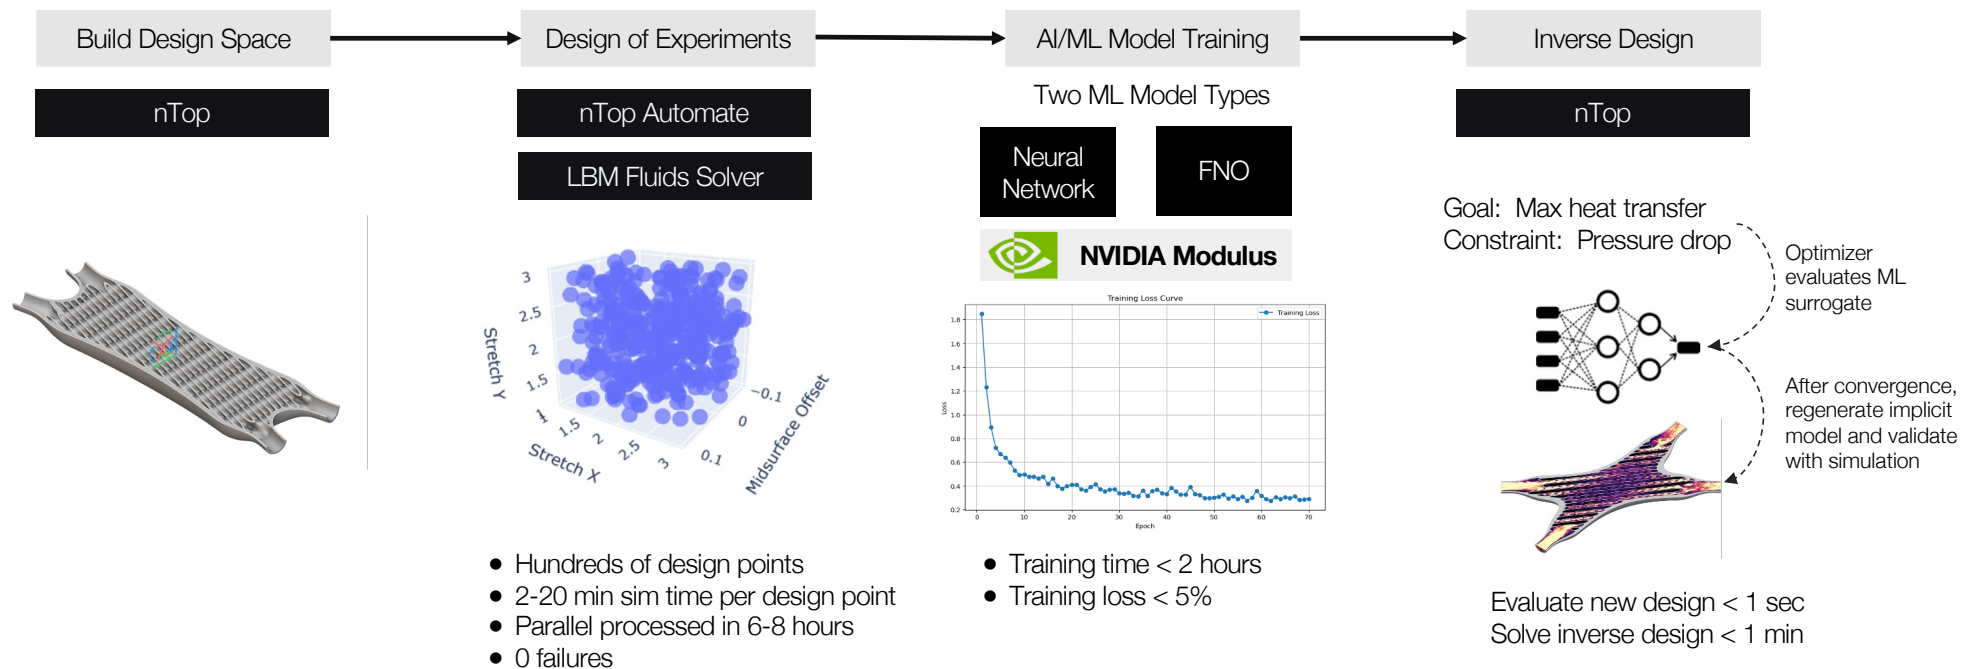 Build Design Space
Design of Experiments
AI/ML Model Training
Inverse Design
nTop
nTop Automate
LBM Fluids Solver
3
2.5
2
1.5
1
Stretch Y
1
1.5
2
2.5
3
Stretch X
−0.1
0
0.1
Midsurface Offset
• Hundreds of design points
• 2-20 min sim time per design point
• Parallel processed in 6-8 hours
• 0 failures
Two ML Model Types
Neural
Network
FNO
NVIDIA Modulus
Training Loss Curve
Training Loss
1.8
1.6
1.4
1.2
1.0
0.8
0.6
0.4
0.2
Loss
0 10 20 30 40 50 60 70
Epoch
• Training time < 2 hours
• Training loss < 5%
nTop
Goal: Max heat transfer
Constraint: Pressure drop
Optimizer
evaluates ML
surrogate
After convergence,
regenerate implicit
model and validate
with simulation
Evaluate new design < 1 sec
Solve inverse design < 1 min